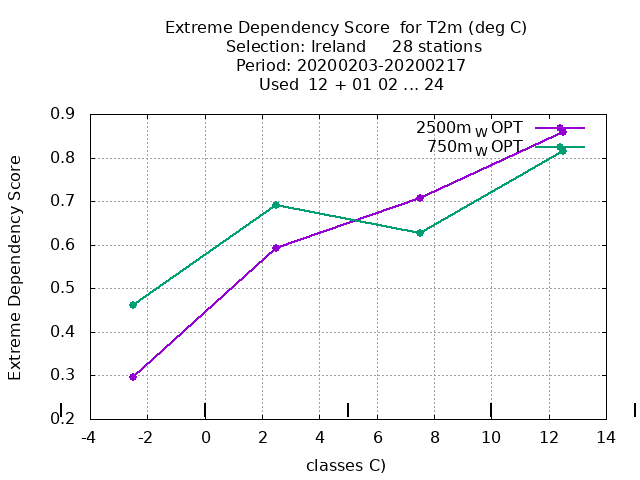 Extreme Dependency Score for T2m (deg C)
Selection: Ireland 28 stations
Period: 20200203-20200217
Used 12 + 01 02 ... 24
2500m W OPT
750m W OPT
Extreme Dependency Score
0.9
0.8
0.7
0.6
0.5
0.4
0.3
0.2
-4 -2 0 2 4 6 8 10 12 14
classes C)